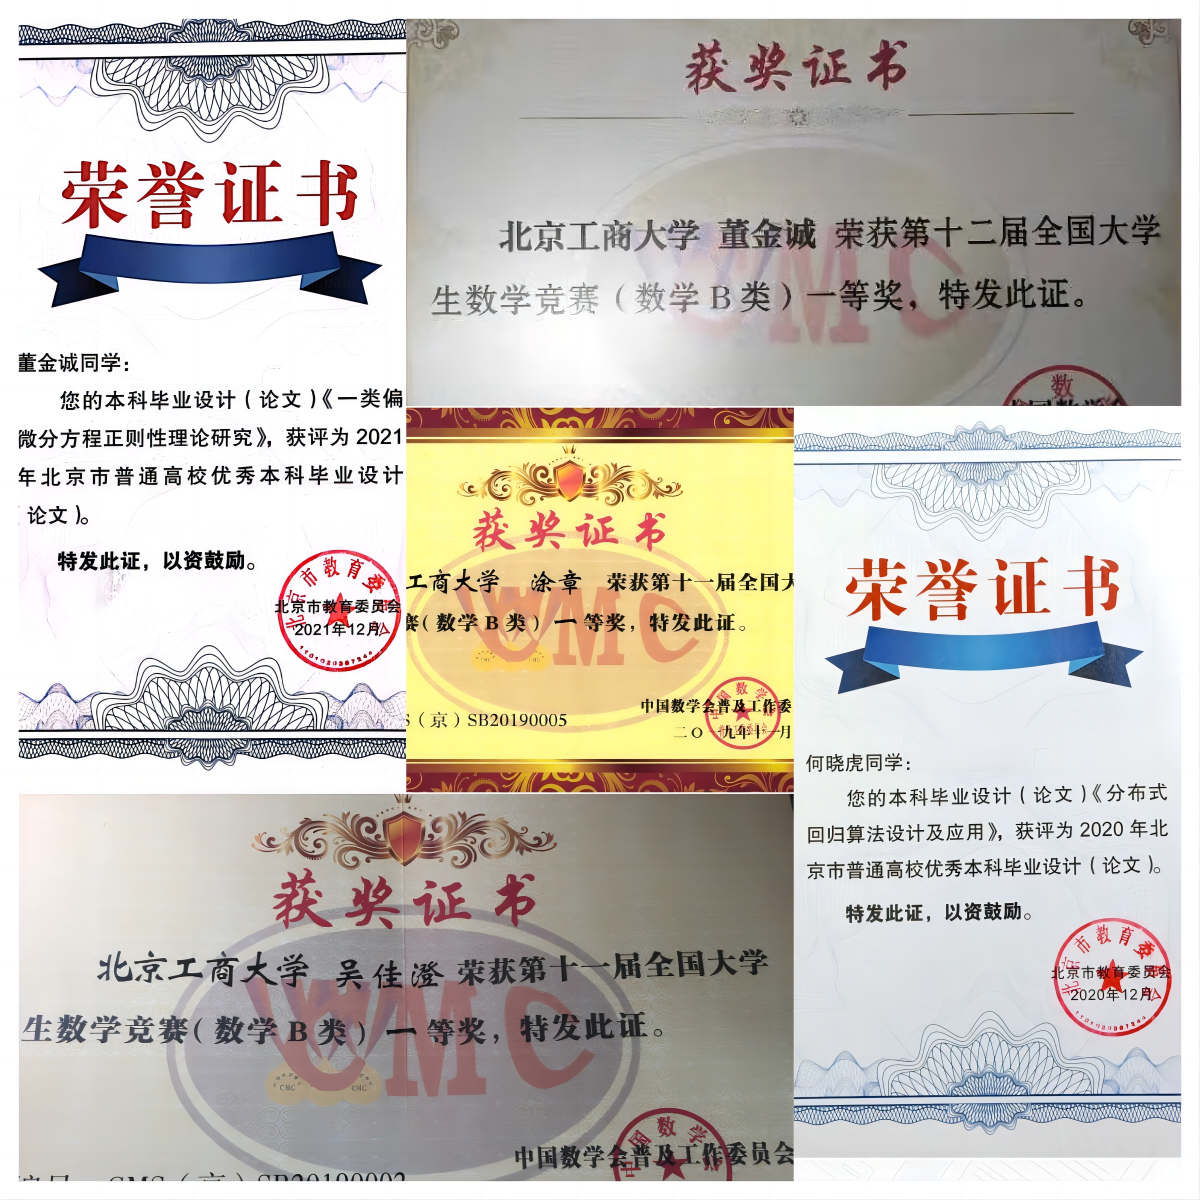 荣誉证书
董金诚同学：
您的本科毕业设计（论文）《一类偏
微分方程正则性理论研究》，获评为 2021
年北京市普通高校优秀本科毕业设计
论文）。
特发此证，以资鼓励。
北京市教育委员会
2021年12月
1101020307244
获奖证书
北京工商大学 董金诚 荣获第十二届全国大学
生数学竞赛（数学 B 类）一等奖，特发此证。
数
获奖证书
工商大学 涂章 荣获第十一届全国大
赛（数学 B 类）一等奖，特发此证。
CMC
中国数学会普及工作委
S（京）SB20190005
二〇一九年十一月
荣誉证书
何晓虎同学：
您的本科毕业设计（论文）《分布式
回归算法设计及应用》，获评为 2020 年北
京市普通高校优秀本科毕业设计（论文）。
特发此证，以资鼓励。
北京市教育委员会
2020年12月
获奖证书
北京工商大学 吴佳澄 荣获第十一届全国大学
生数学竞赛（数学 B 类）一等奖，特发此证。
CMC
中国数学会普及工作委员会